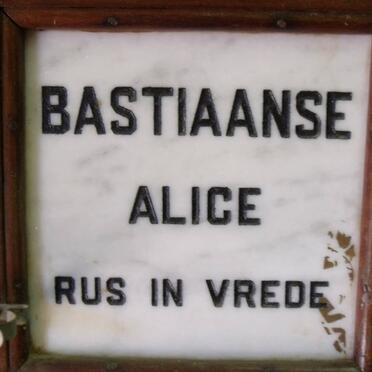 BASTIAANSE
ALICE
RUS IN VREDE